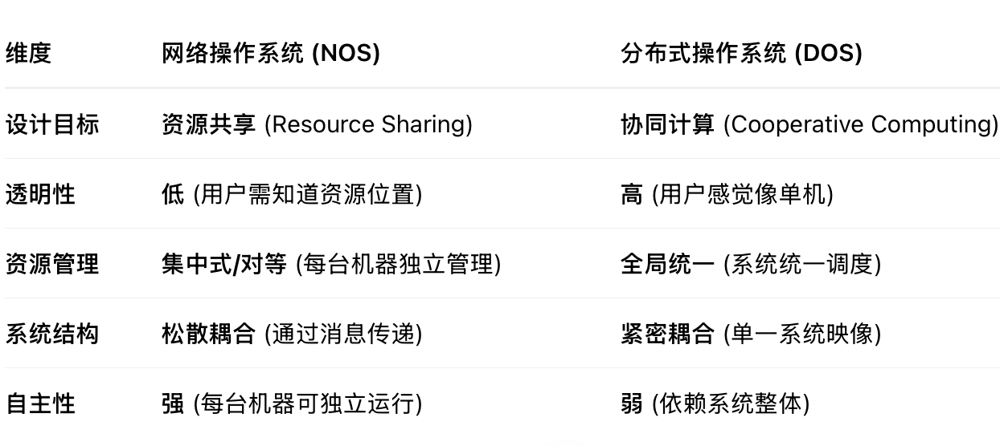 维度 网络操作系统 (NOS) 分布式操作系统 (DOS)
设计目标 资源共享 (Resource Sharing) 协同计算 (Cooperative Computing)
透明性 低 (用户需知道资源位置) 高 (用户感觉像单机)
资源管理 集中式/对等 (每台机器独立管理) 全局统一 (系统统一调度)
系统结构 松散耦合 (通过消息传递) 紧密耦合 (单一系统映像)
自主性 强 (每台机器可独立运行) 弱 (依赖系统整体)